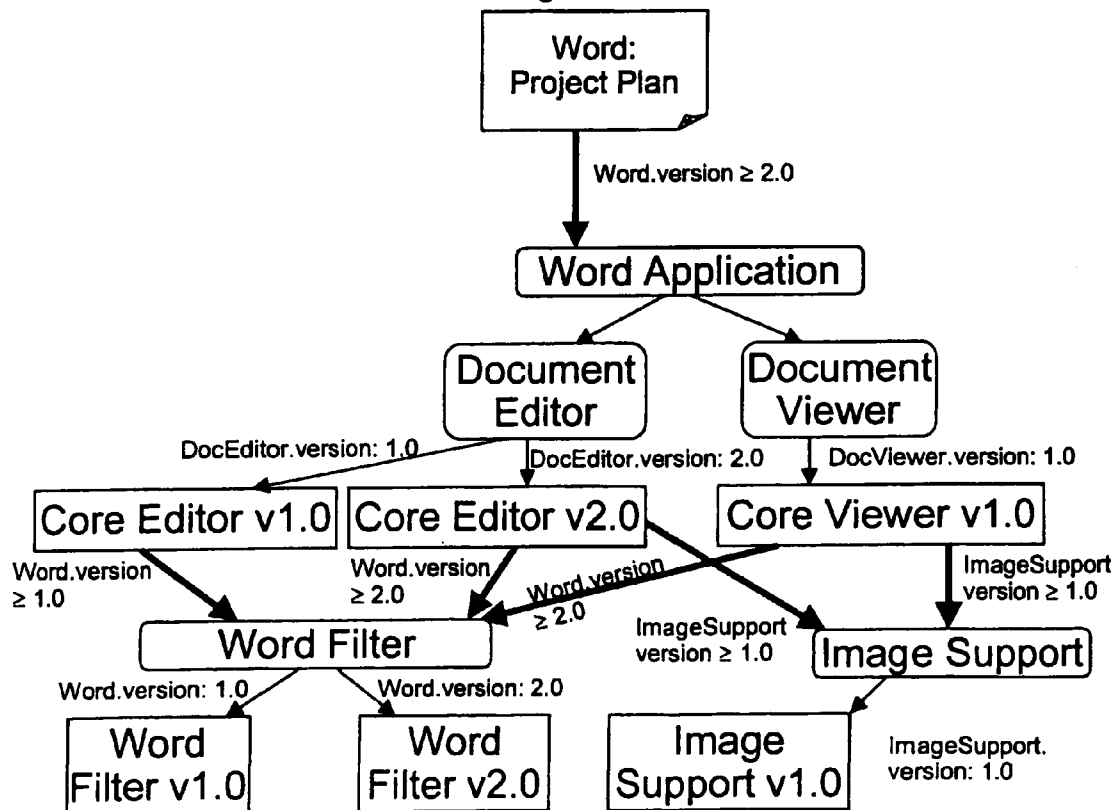 Word:
Project Plan
Word.version ≥ 2.0
Word Application
Document
Editor
Document
Viewer
DocEditor.version: 1.0
DocEditor.version: 2.0
DocViewer.version: 1.0
Core Editor v1.0
Core Editor v2.0
Core Viewer v1.0
Word.version
≥ 1.0
Word.version
≥ 2.0
Word.version
≥ 2.0
ImageSupport
version ≥ 1.0
ImageSupport
version ≥ 1.0
Word Filter
Image Support
Word.version: 1.0
Word.version: 2.0
Word
Filter v1.0
Word
Filter v2.0
Image
Support v1.0
ImageSupport.
version: 1.0